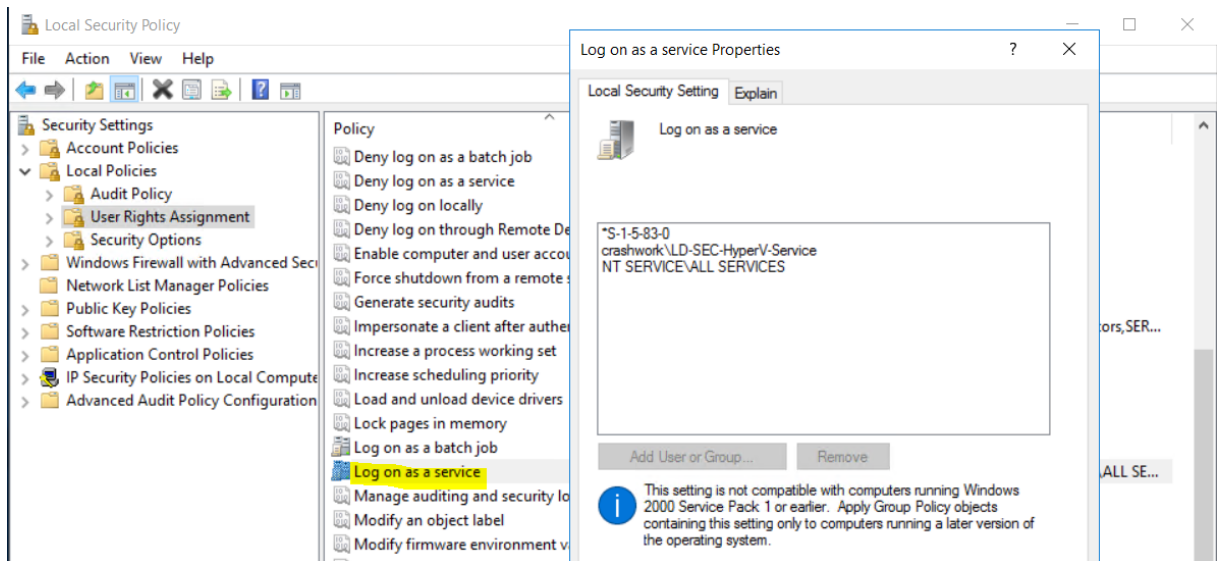 Local Security Policy
File Action View Help
Security Settings
Account Policies
Local Policies
Audit Policy
User Rights Assignment
Security Options
Windows Firewall with Advanced Secu
Network List Manager Policies
Public Key Policies
Software Restriction Policies
Application Control Policies
IP Security Policies on Local Compute
Advanced Audit Policy Configuration
Policy
Deny log on as a batch job
Deny log on as a service
Deny log on locally
Deny log on through Remote De
Enable computer and user accou
Force shutdown from a remote s
Generate security audits
Impersonate a client after authen
Increase a process working set
Increase scheduling priority
Load and unload device drivers
Lock pages in memory
Log on as a batch job
Log on as a service
Manage auditing and security lo
Modify an object label
Modify firmware environment v
Log on as a service Properties
?
Local Security Setting Explain
Log on as a service
*S-1-5-83-0
crashwork\LD-SEC-HyperV-Service
NT SERVICE\ALL SERVICES
Add User or Group... Remove
This setting is not compatible with computers running Windows
2000 Service Pack 1 or earlier. Apply Group Policy objects
containing this setting only to computers running a later version of
the operating system.
ors,SER...
\ALL SE...